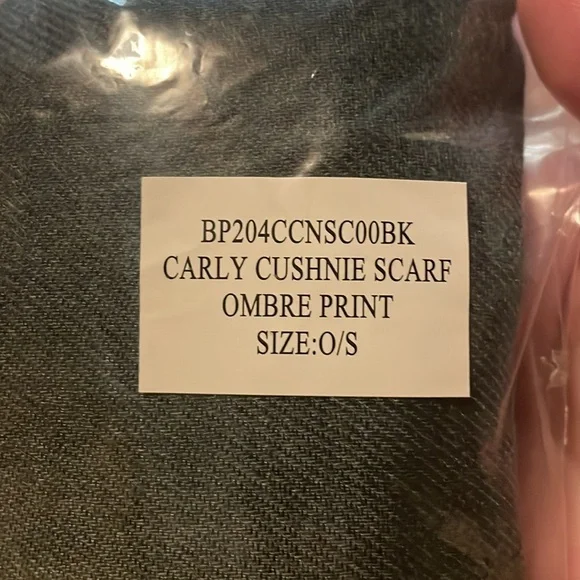 BP204CCNSC00BK
CARLY CUSHNIE SCARF
OMBRE PRINT
SIZE:O/S